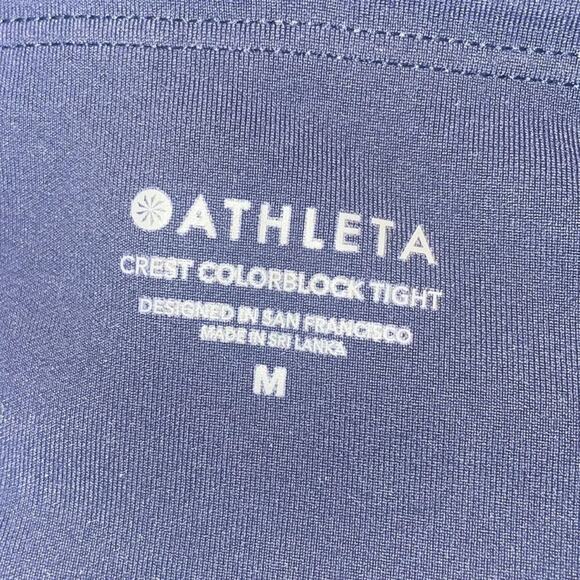 ATHLETA
CREST COLORBLOCK TIGHT
DESIGNED IN SAN FRANCISCO
MADE IN SRI LANKA
M